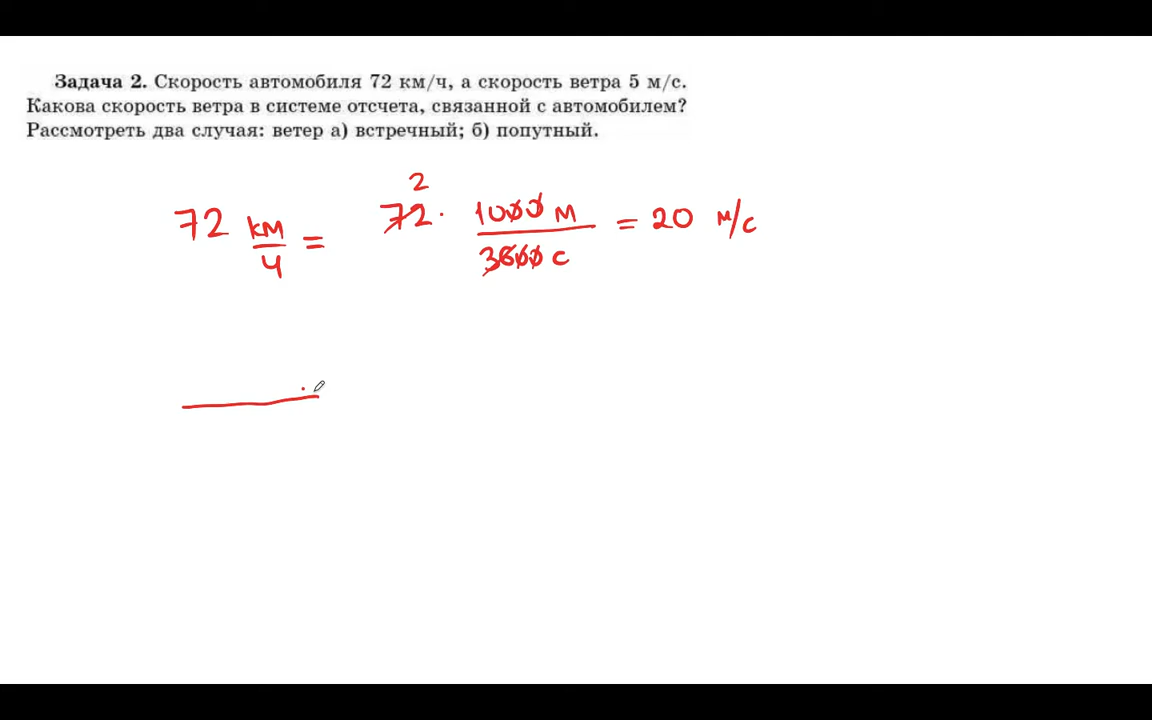 Задача 2. Скорость автомобиля 72 км/ч, а скорость ветра 5 м/с.
Какова скорость ветра в системе отсчета, связанной с автомобилем?
Рассмотреть два случая: ветер а) встречный; б) попутный.
2
72 км/ч = 72 · 1000 м / 3600 с = 20 м/с